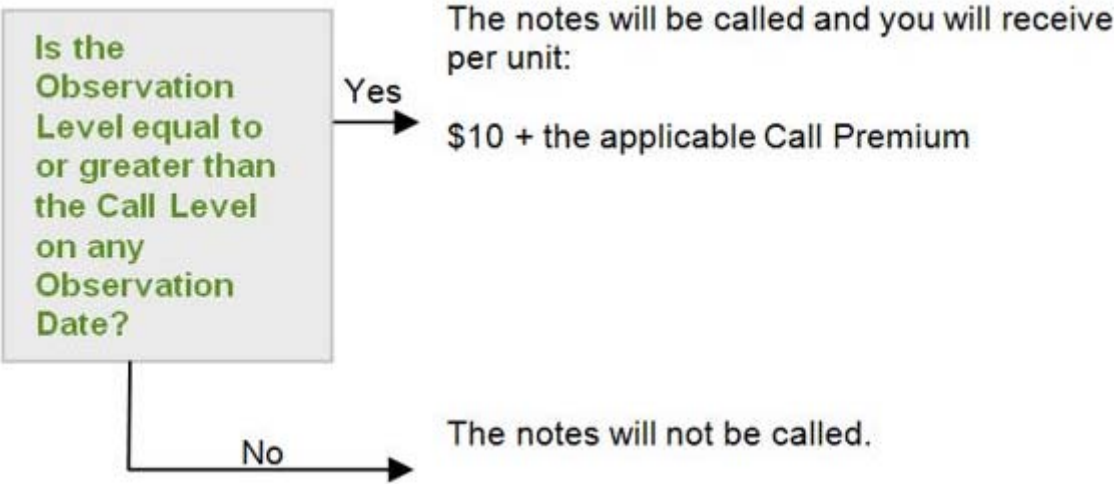 Is the
Observation
Level equal to
or greater than
the Call Level
on any
Observation
Date?
Yes
The notes will be called and you will receive
per unit:
$10 + the applicable Call Premium
No
The notes will not be called.